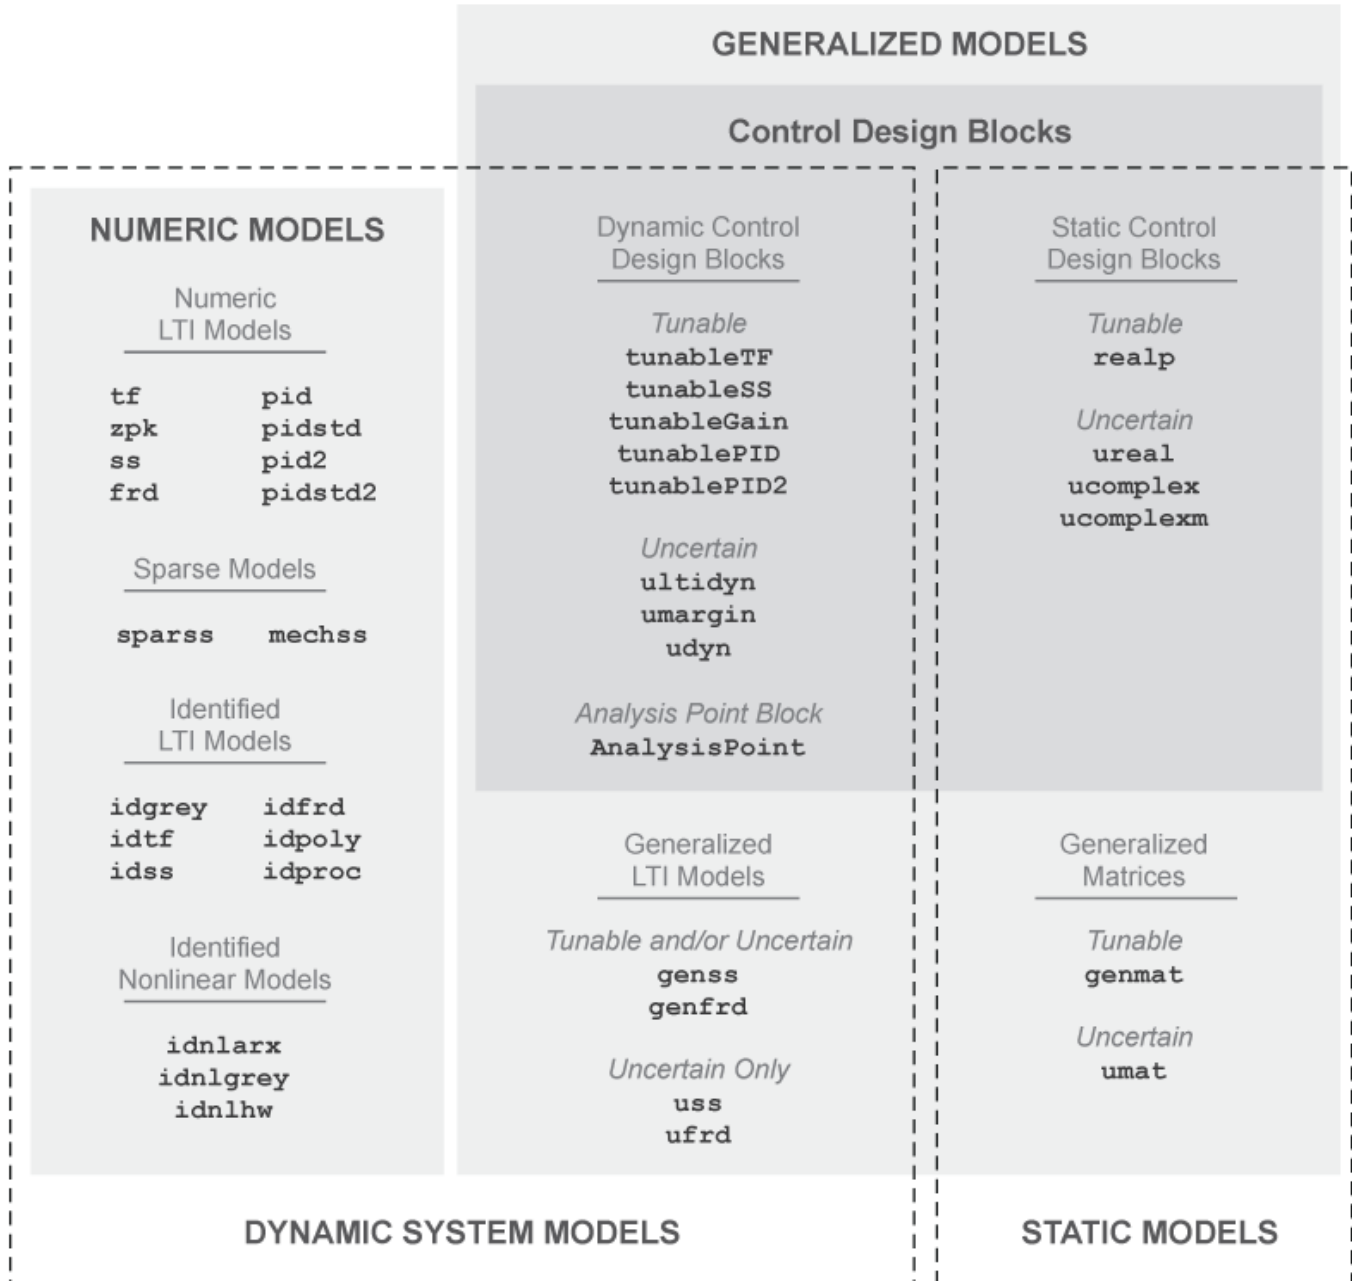 GENERALIZED MODELS
Control Design Blocks
NUMERIC MODELS
Numeric
LTI Models
tf pid
zpk pidstd
ss pid2
frd pidstd2
Sparse Models
sparss mechss
Identified
LTI Models
idgrey idfrd
idtf idpoly
idss idproc
Identified
Nonlinear Models
idnlarx
idnlgrey
idnlhw
Dynamic Control
Design Blocks
Tunable
tunableTF
tunableSS
tunableGain
tunablePID
tunablePID2
Uncertain
ultidyn
umargin
udyn
Analysis Point Block
AnalysisPoint
Generalized
LTI Models
Tunable and/or Uncertain
genss
genfrd
Uncertain Only
uss
ufrd
Static Control
Design Blocks
Tunable
realp
Uncertain
ureal
ucomplex
ucomplexm
Generalized
Matrices
Tunable
genmat
Uncertain
umat
DYNAMIC SYSTEM MODELS
STATIC MODELS